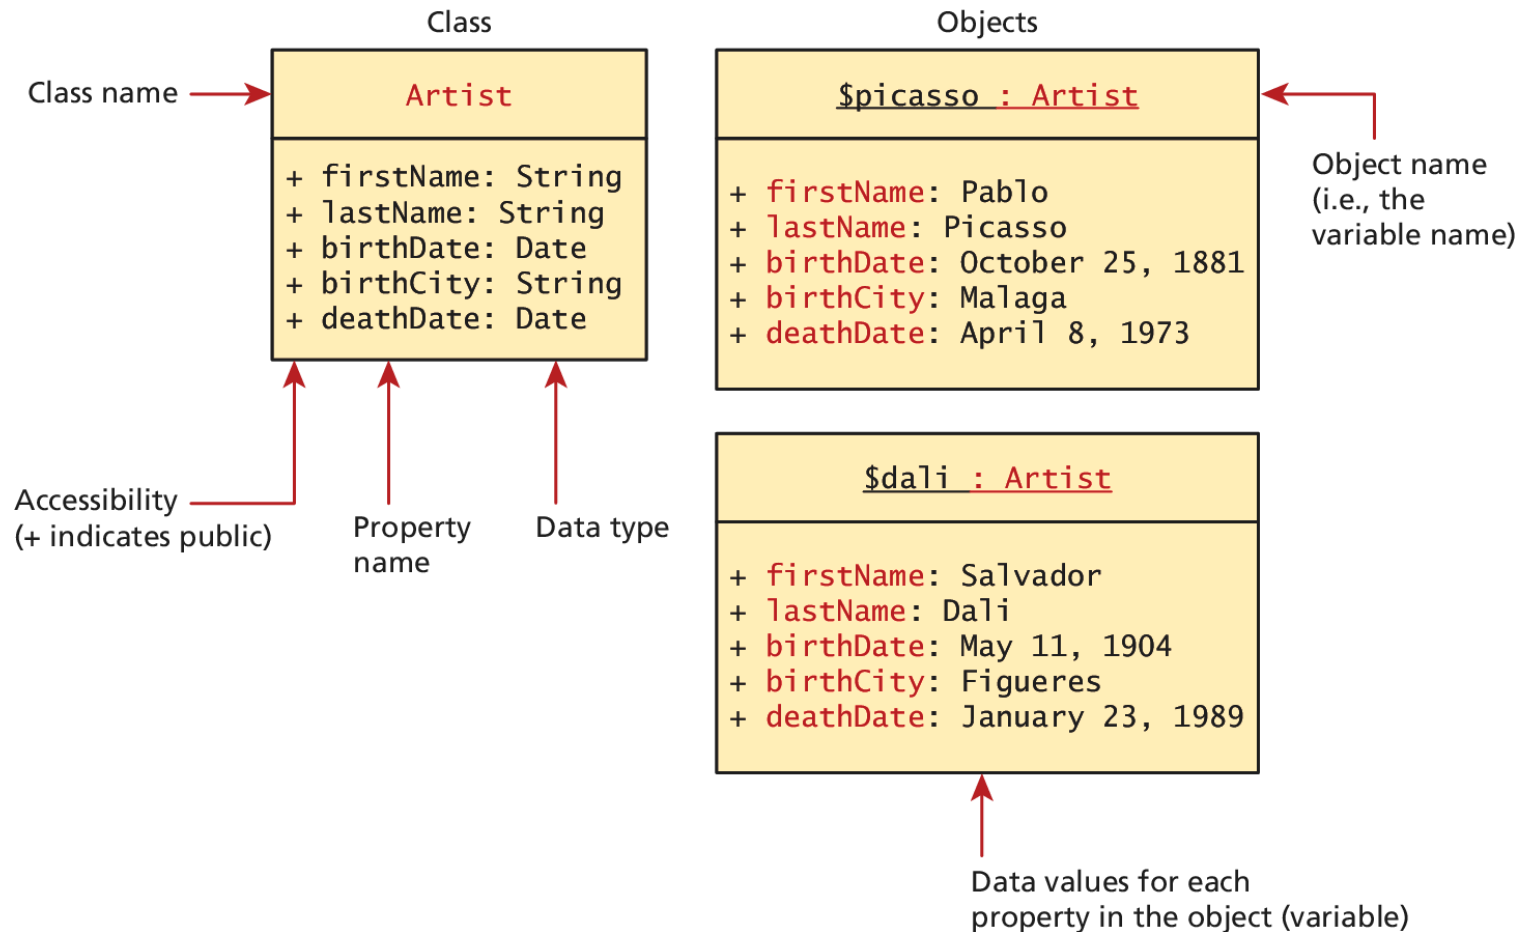 Class
Class name
Artist
+ firstName: String
+ lastName: String
+ birthDate: Date
+ birthCity: String
+ deathDate: Date
Accessibility
(+ indicates public)
Property
name
Data type
Objects
$picasso : Artist
+ firstName: Pablo
+ lastName: Picasso
+ birthDate: October 25, 1881
+ birthCity: Malaga
+ deathDate: April 8, 1973
Object name
(i.e., the
variable name)
$dali : Artist
+ firstName: Salvador
+ lastName: Dali
+ birthDate: May 11, 1904
+ birthCity: Figueres
+ deathDate: January 23, 1989
Data values for each
property in the object (variable)